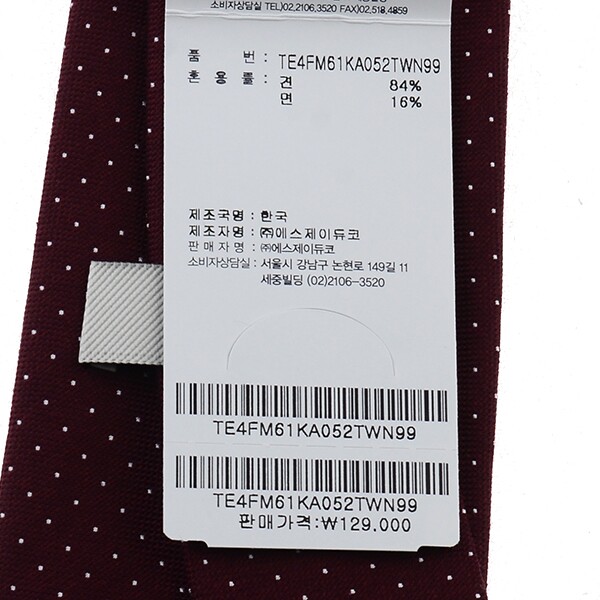 소비자상담실 TEL)02.2106.3520 FAX)02.518.4859
품 번 : TE4FM61KA052TWN99
혼 용 률 : 견 84%
면 16%
제조국명 : 한국
제조자명 : ㈜에스제이듀코
판매자명 : ㈜에스제이듀코
소비자상담실 : 서울시 강남구 논현로 149길 11
세중빌딩 (02)2106-3520
TE4FM61KA052TWN99
TE4FM61KA052TWN99
판매가격:₩129,000